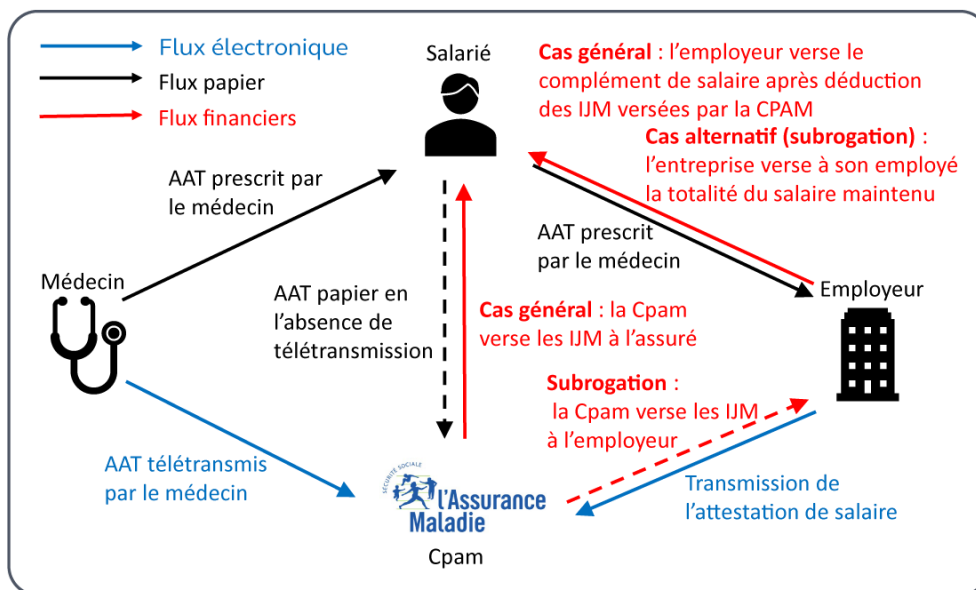 Flux électronique
Flux papier
Flux financiers
Salarié
Cas général : l’employeur verse le
complément de salaire après déduction
des IJM versées par la CPAM
Cas alternatif (subrogation) :
l’entreprise verse à son employé
la totalité du salaire maintenu
AAT prescrit par
le médecin
AAT prescrit
par le médecin
Médecin
AAT papier en
l’absence de
télétransmission
Cas général : la Cpam
verse les IJM à l’assuré
Employeur
Subrogation :
la Cpam verse les IJM
à l’employeur
AAT télétransmis
par le médecin
SÉCURITÉ SOCIALE
l’Assurance
Maladie
Cpam
Transmission de
l’attestation de salaire